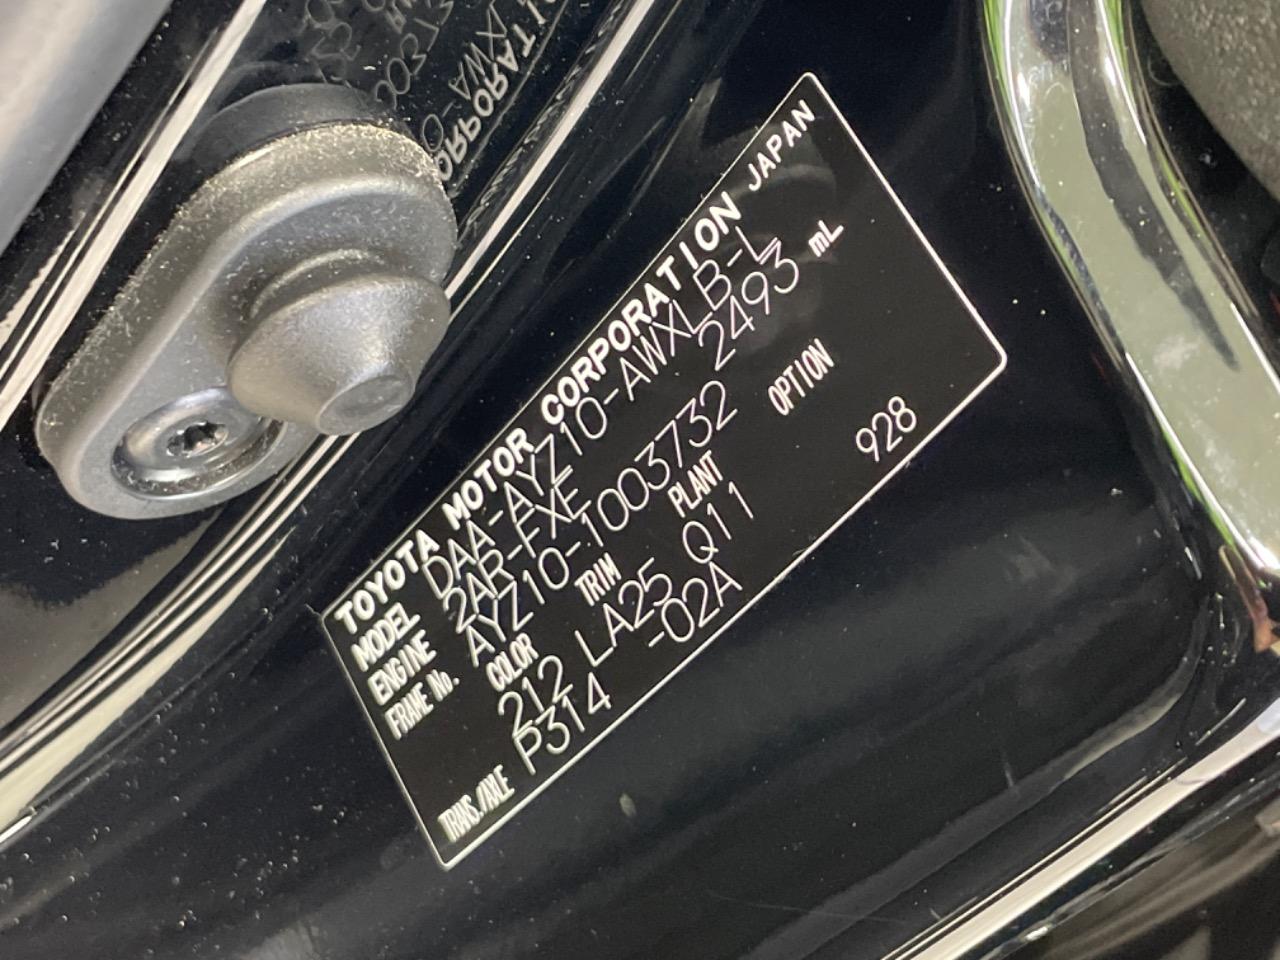 TOYOTA MOTOR CORPORATION JAPAN
MODEL DAA-AYZ10-AWXLB-L
ENGINE 2AR-FXE 2493 mL
FRAME No. AYZ10-1003732
COLOR TRIM PLANT OPTION
212 LA25 Q11 928
TRANS./AXLE P314 -02A